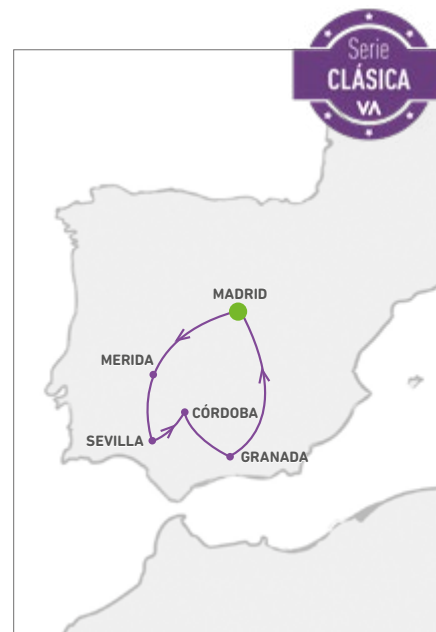 Serie
CLÁSICA
VA
MADRID
MERIDA
CÓRDOBA
SEVILLA
GRANADA